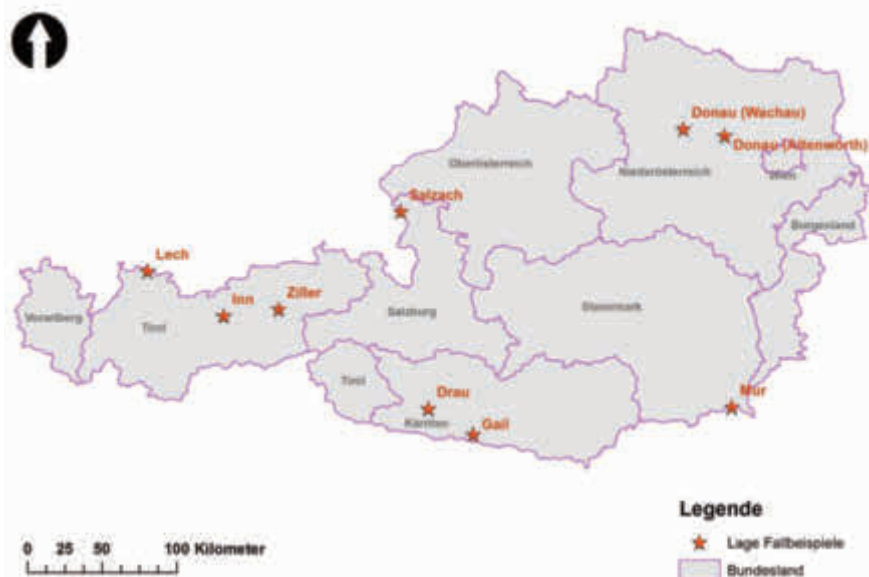 Donau (Wachau)
Donau (Altenwörth)
Oberösterreich
Niederösterreich
Wien
Salzach
Burgenland
Lech
Inn
Ziller
Vorarlberg
Tirol
Salzburg
Steiermark
Tirol
Drau
Mur
Kärnten
Gail
Legende
0 25 50 100 Kilometer
Lage Fallbeispiele
Bundesland